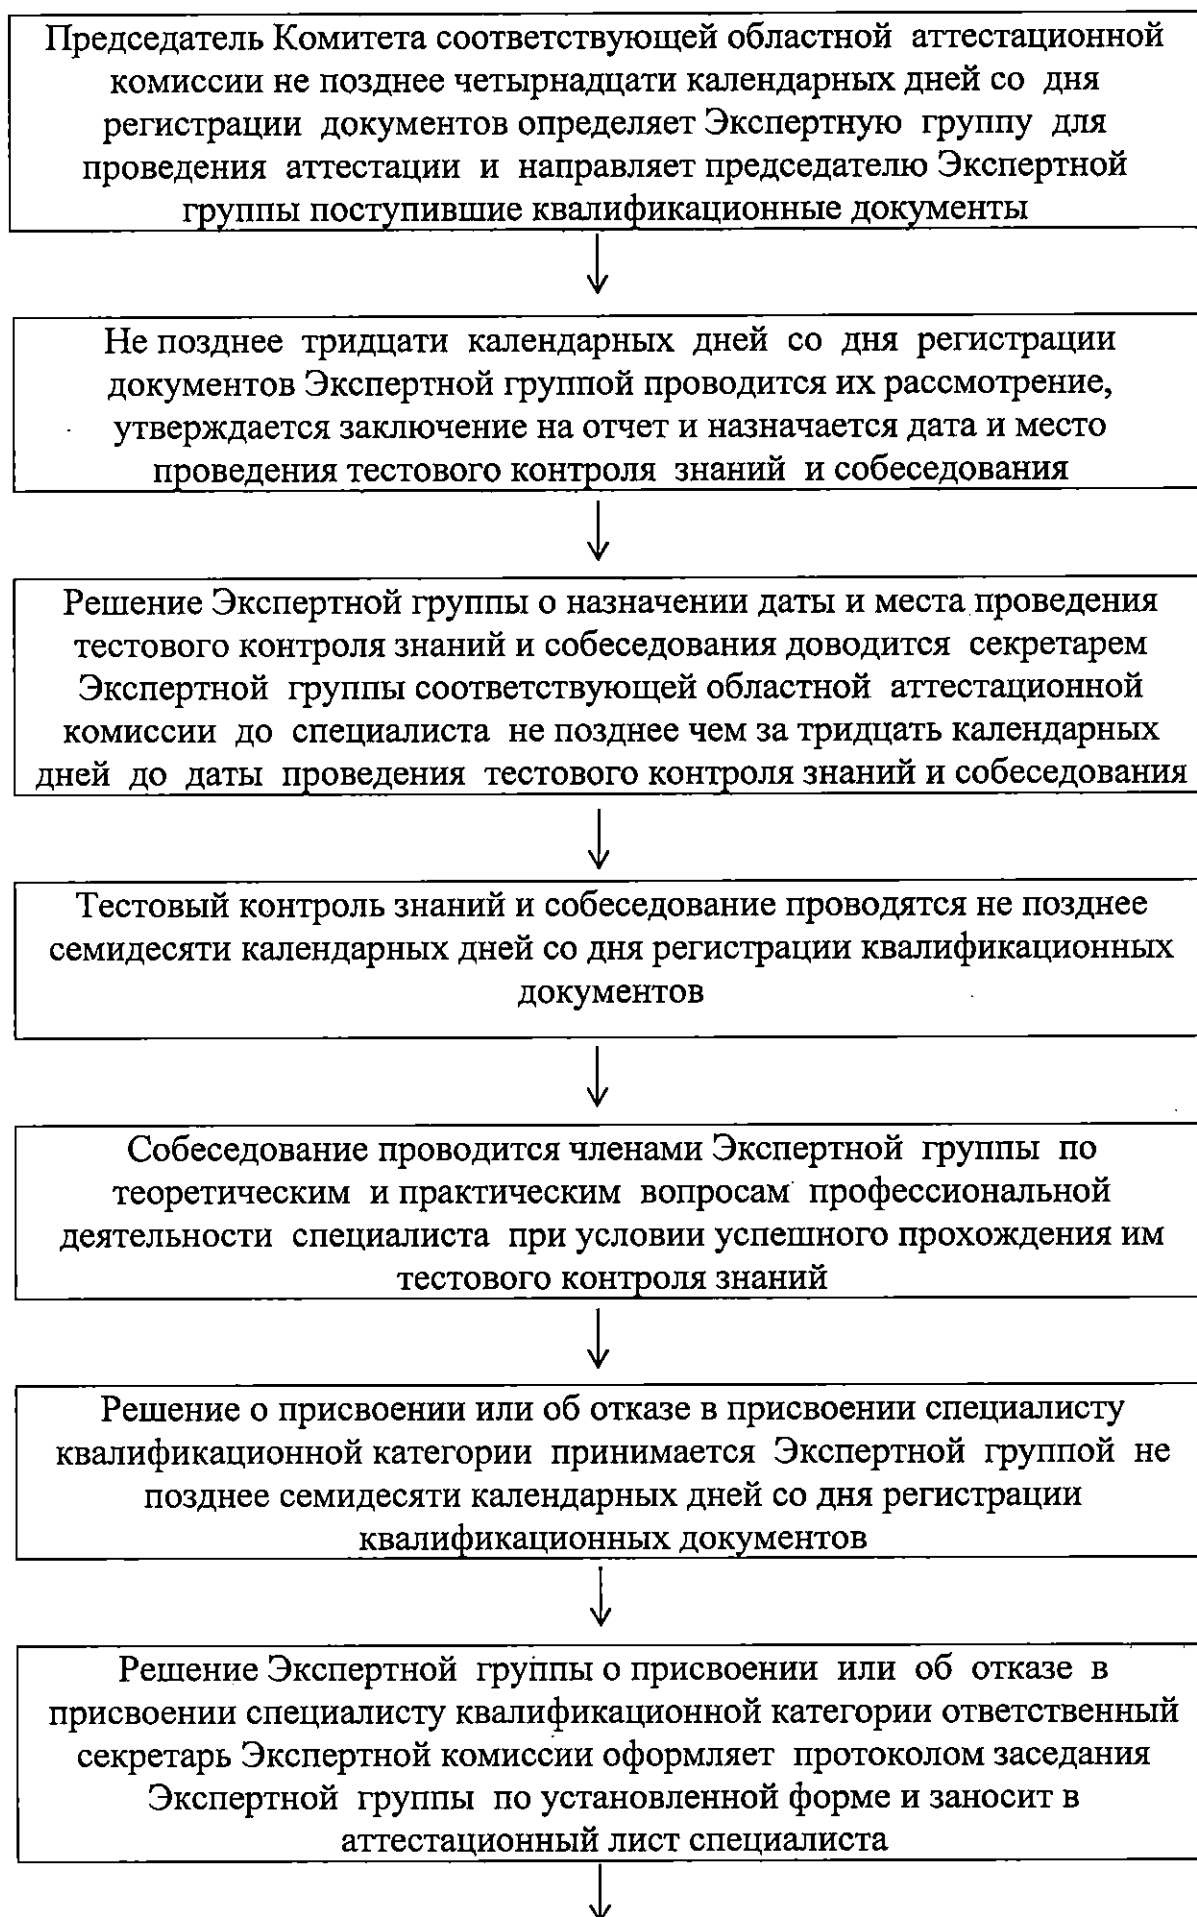 Председатель Комитета соответствующей областной аттестационной
комиссии не позднее четырнадцати календарных дней со дня
регистрации документов определяет Экспертную группу для
проведения аттестации и направляет председателю Экспертной
группы поступившие квалификационные документы
Не позднее тридцати календарных дней со дня регистрации
документов Экспертной группой проводится их рассмотрение,
утверждается заключение на отчет и назначается дата и место
проведения тестового контроля знаний и собеседования
Решение Экспертной группы о назначении даты и места проведения
тестового контроля знаний и собеседования доводится секретарем
Экспертной группы соответствующей областной аттестационной
комиссии до специалиста не позднее чем за тридцать календарных
дней до даты проведения тестового контроля знаний и собеседования
Тестовый контроль знаний и собеседование проводятся не позднее
семидесяти календарных дней со дня регистрации квалификационных
документов
Собеседование проводится членами Экспертной группы по
теоретическим и практическим вопросам профессиональной
деятельности специалиста при условии успешного прохождения им
тестового контроля знаний
Решение о присвоении или об отказе в присвоении специалисту
квалификационной категории принимается Экспертной группой не
позднее семидесяти календарных дней со дня регистрации
квалификационных документов
Решение Экспертной группы о присвоении или об отказе в
присвоении специалисту квалификационной категории ответственный
секретарь Экспертной комиссии оформляет протоколом заседания
Экспертной группы по установленной форме и заносит в
аттестационный лист специалиста